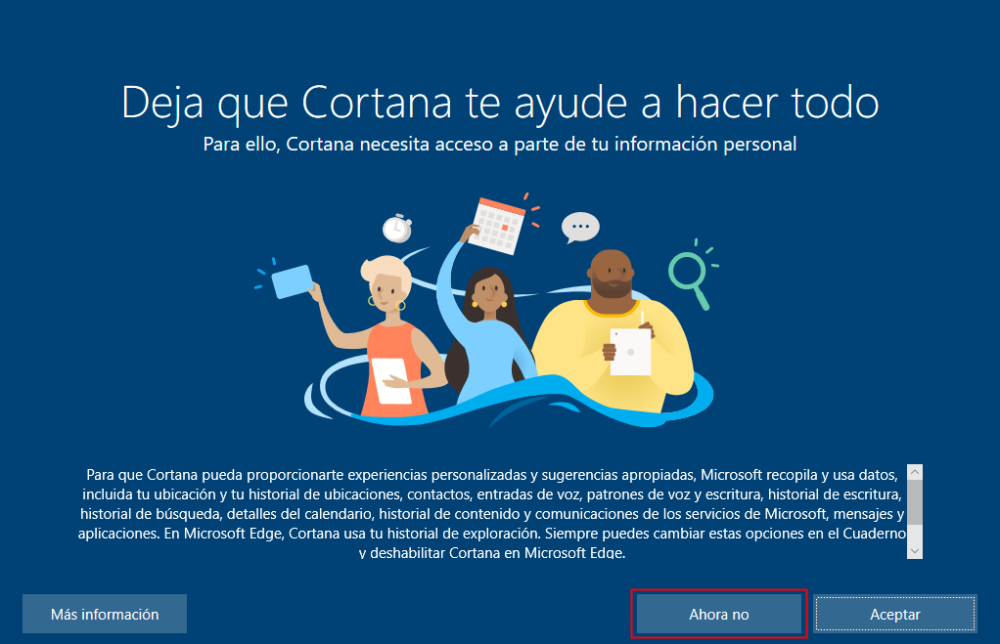 Deja que Cortana te ayude a hacer todo
Para ello, Cortana necesita acceso a parte de tu información personal
Para que Cortana pueda proporcionarte experiencias personalizadas y sugerencias apropiadas, Microsoft recopila y usa datos,
incluida tu ubicación y tu historial de ubicaciones, contactos, entradas de voz, patrones de voz y escritura, historial de escritura,
historial de búsqueda, detalles del calendario, historial de contenido y comunicaciones de los servicios de Microsoft, mensajes y
aplicaciones. En Microsoft Edge, Cortana usa tu historial de exploración. Siempre puedes cambiar estas opciones en el Cuaderno
y deshabilitar Cortana en Microsoft Edge.
Más información
Ahora no
Aceptar